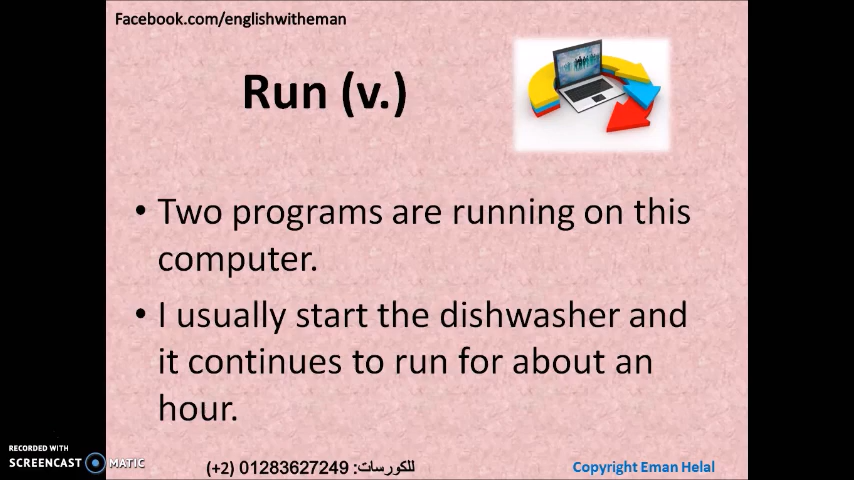 Facebook.com/englishwitheman
Run (v.)
• Two programs are running on this
computer.
• I usually start the dishwasher and
it continues to run for about an
hour.
RECORDED WITH
SCREENCAST MATIC
(+2) 01283627249 :للكورسات
Copyright Eman Helal